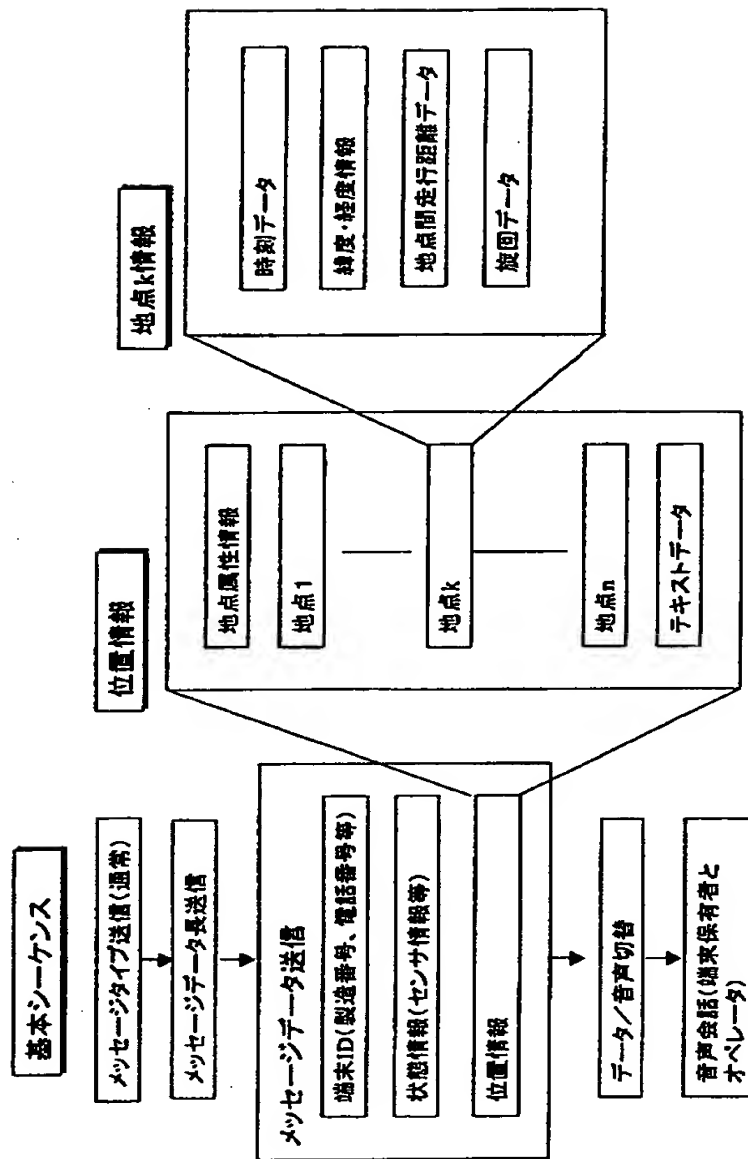 基本シーケンス
メッセージタイプ送信(通常)
メッセージデータ長送信
メッセージデータ送信
端末ID(製造番号、電話番号等)
状態情報(センサ情報等)
位置情報
データ/音声切替
音声会話(端末保有者と
オペレータ)
位置情報
地点属性情報
地点1
地点k
地点n
テキストデータ
地点k情報
時刻データ
緯度・経度情報
地点間走行距離データ
旋回データ